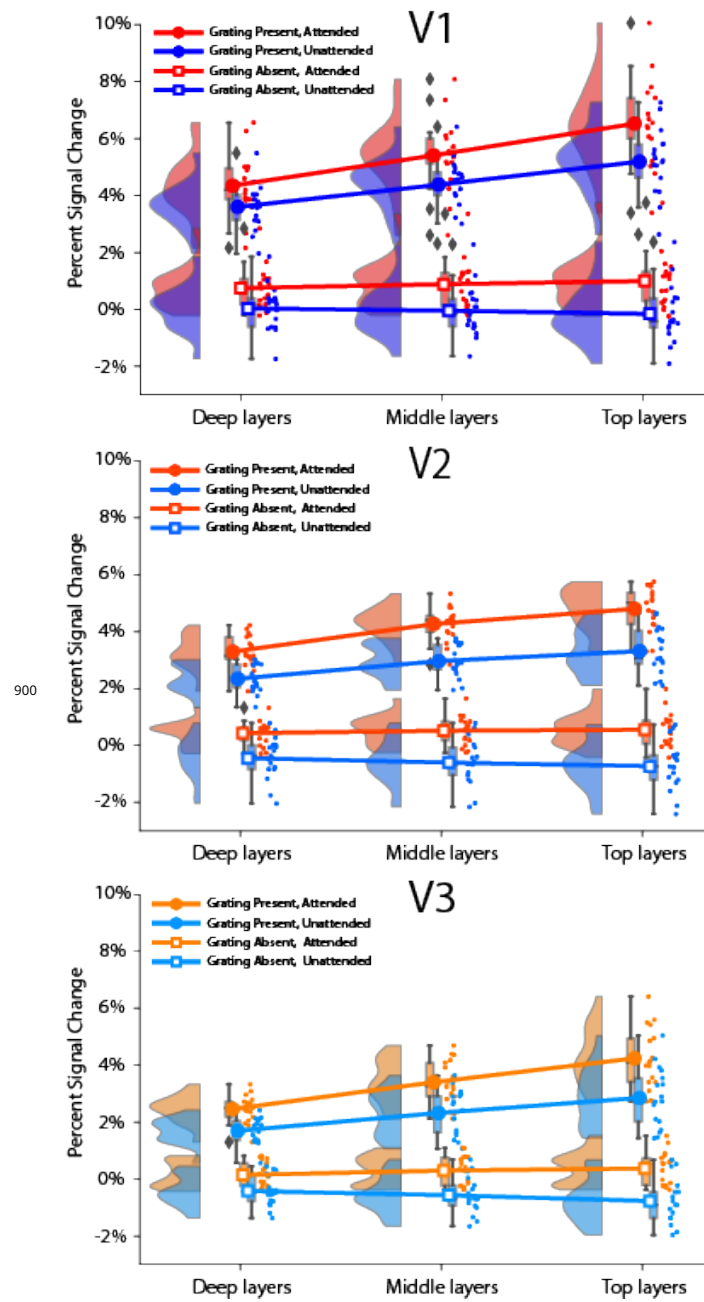 V1
10%
8%
6%
4%
2%
0%
-2%
Percent Signal Change
Grating Present, Attended
Grating Present, Unattended
Grating Absent, Attended
Grating Absent, Unattended
Deep layers
Middle layers
Top layers
V2
10%
8%
6%
4%
2%
0%
-2%
Percent Signal Change
Grating Present, Attended
Grating Present, Unattended
Grating Absent, Attended
Grating Absent, Unattended
900
Deep layers
Middle layers
Top layers
V3
10%
8%
6%
4%
2%
0%
-2%
Percent Signal Change
Grating Present, Attended
Grating Present, Unattended
Grating Absent, Attended
Grating Absent, Unattended
Deep layers
Middle layers
Top layers